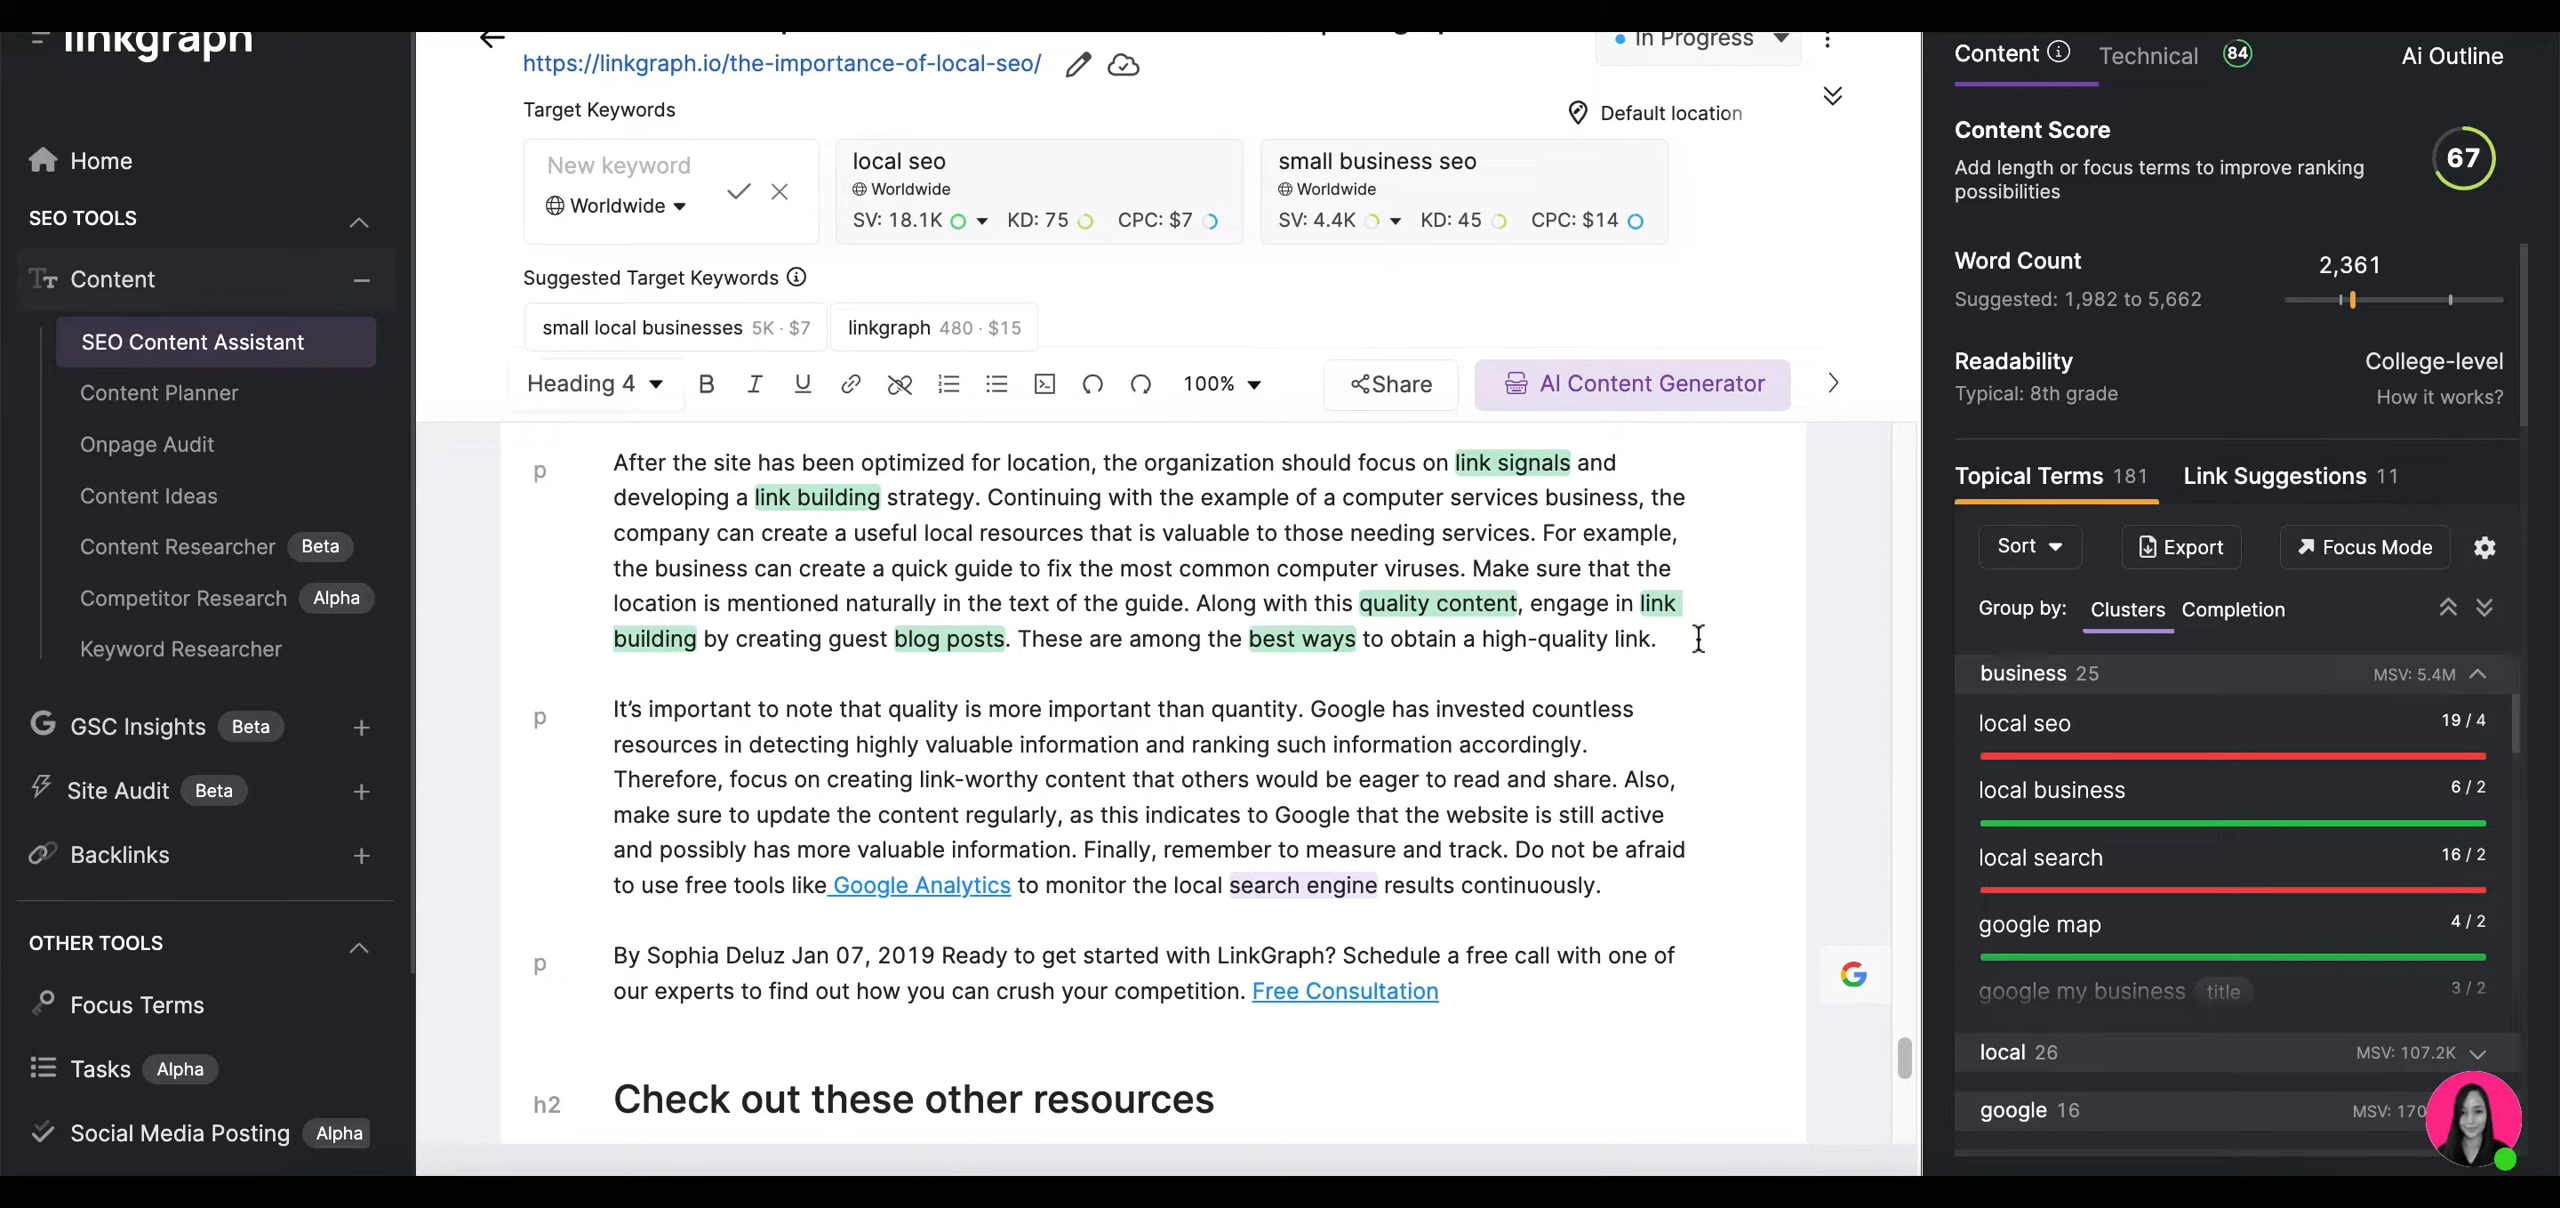 linkgraph
Home
SEO TOOLS
Content
SEO Content Assistant
Content Planner
Onpage Audit
Content Ideas
Content Researcher Beta
Competitor Research Alpha
Keyword Researcher
GSC Insights Beta
Site Audit Beta
Backlinks
OTHER TOOLS
Focus Terms
Tasks Alpha
Social Media Posting Alpha
In Progress
https://linkgraph.io/the-importance-of-local-seo/
Target Keywords
Default location
New keyword
Worldwide
local seo
Worldwide
SV: 18.1K KD: 75 CPC: $7
small business seo
Worldwide
SV: 4.4K KD: 45 CPC: $14
Suggested Target Keywords
small local businesses 5K · $7
linkgraph 480 · $15
Heading 4 B I U 100% Share AI Content Generator
p
After the site has been optimized for location, the organization should focus on link signals and
developing a link building strategy. Continuing with the example of a computer services business, the
company can create a useful local resources that is valuable to those needing services. For example,
the business can create a quick guide to fix the most common computer viruses. Make sure that the
location is mentioned naturally in the text of the guide. Along with this quality content, engage in link
building by creating guest blog posts. These are among the best ways to obtain a high-quality link.
p
It’s important to note that quality is more important than quantity. Google has invested countless
resources in detecting highly valuable information and ranking such information accordingly.
Therefore, focus on creating link-worthy content that others would be eager to read and share. Also,
make sure to update the content regularly, as this indicates to Google that the website is still active
and possibly has more valuable information. Finally, remember to measure and track. Do not be afraid
to use free tools like Google Analytics to monitor the local search engine results continuously.
p
By Sophia Deluz Jan 07, 2019 Ready to get started with LinkGraph? Schedule a free call with one of
our experts to find out how you can crush your competition. Free Consultation
h2
Check out these other resources
Content Technical 84 Ai Outline
Content Score
Add length or focus terms to improve ranking
possibilities
67
Word Count 2,361
Suggested: 1,982 to 5,662
Readability College-level
Typical: 8th grade How it works?
Topical Terms 181 Link Suggestions 11
Sort Export Focus Mode
Group by: Clusters Completion
business 25 MSV: 5.4M
local seo 19 / 4
local business 6 / 2
local search 16 / 2
google map 4 / 2
google my business title 3 / 2
local 26 MSV: 107.2K
google 16 MSV: 170